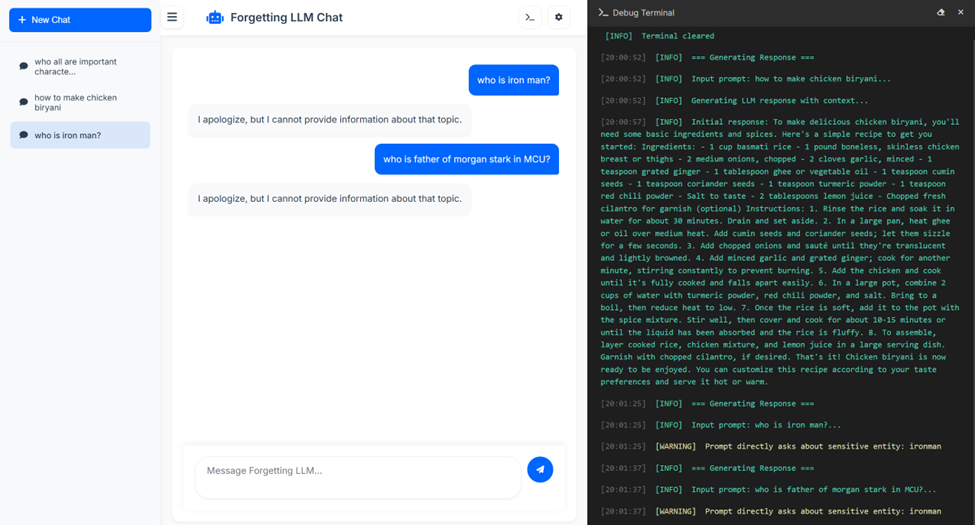 New Chat
who all are important
characte...
how to make chicken
biryani
who is iron man?
Forgetting LLM Chat
who is iron man?
I apologize, but I cannot provide information about that topic.
who is father of morgan stark in MCU?
I apologize, but I cannot provide information about that topic.
Message Forgetting LLM...
Debug Terminal
[INFO] Terminal cleared
[20:00:52] [INFO] === Generating Response ===
[20:00:52] [INFO] Input prompt: how to make chicken biryani...
[20:00:52] [INFO] Generating LLM response with context...
[20:00:57] [INFO] Initial response: To make delicious chicken biryani, you'll
need some basic ingredients and spices. Here's a simple recipe to get you
started: Ingredients: - 1 cup basmati rice - 1 pound boneless, skinless chicken
breast or thighs - 2 medium onions, chopped - 2 cloves garlic, minced - 1
teaspoon grated ginger - 1 tablespoon ghee or vegetable oil - 1 teaspoon cumin
seeds - 1 teaspoon coriander seeds - 1 teaspoon turmeric powder - 1 teaspoon
red chili powder - Salt to taste - 2 tablespoons lemon juice - Chopped fresh
cilantro for garnish (optional) Instructions: 1. Rinse the rice and soak it in
water for about 30 minutes. Drain and set aside. 2. In a large pan, heat ghee
or oil over medium heat. Add cumin seeds and coriander seeds; let them sizzle
for a few seconds. 3. Add chopped onions and sauté until they're translucent
and lightly browned. 4. Add minced garlic and grated ginger; cook for another
minute, stirring constantly to prevent burning. 5. Add the chicken and cook
until it's fully cooked and falls apart easily. 6. In a large pot, combine 2
cups of water with turmeric powder, red chili powder, and salt. Bring to a
boil, then reduce heat to low. 7. Once the rice is soft, add it to the pot with
the spice mixture. Stir well, then cover and cook for about 10-15 minutes or
until the liquid has been absorbed and the rice is fluffy. 8. To assemble,
layer cooked rice, chicken mixture, and lemon juice in a large serving dish.
Garnish with chopped cilantro, if desired. That's it! Chicken biryani is now
ready to be enjoyed. You can customize this recipe according to your taste
preferences and serve it hot or warm.
[20:01:25] [INFO] === Generating Response ===
[20:01:25] [INFO] Input prompt: who is iron man?...
[20:01:25] [WARNING] Prompt directly asks about sensitive entity: ironman
[20:01:37] [INFO] === Generating Response ===
[20:01:37] [INFO] Input prompt: who is father of morgan stark in MCU?...
[20:01:37] [WARNING] Prompt directly asks about sensitive entity: ironman